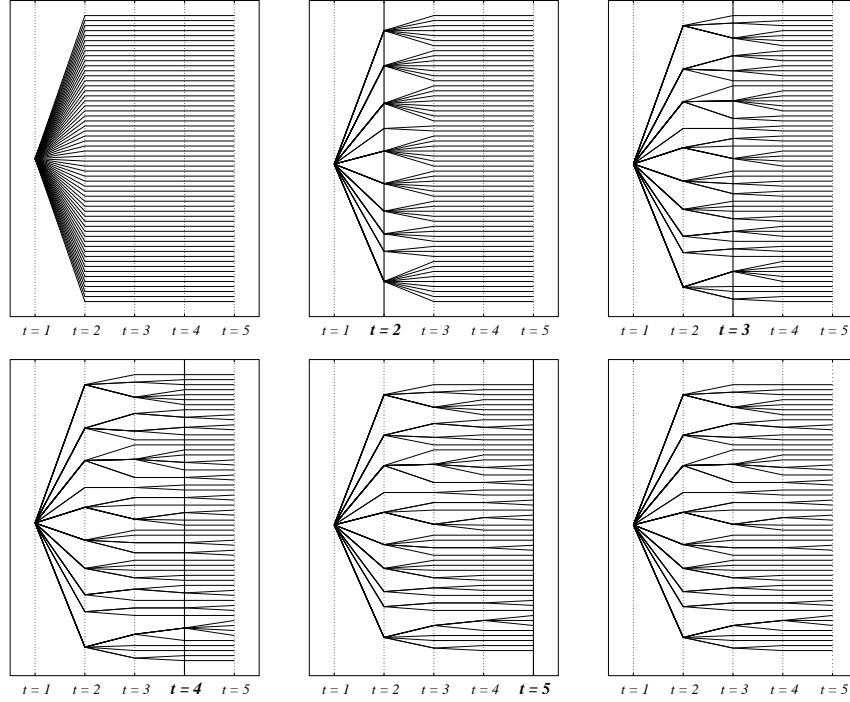 t = 1 t = 2 t = 3 t = 4 t = 5 t = 1 t = 2 t = 3 t = 4 t = 5 t = 1 t = 2 t = 3 t = 4 t = 5
t = 1 t = 2 t = 3 t = 4 t = 5 t = 1 t = 2 t = 3 t = 4 t = 5 t = 1 t = 2 t = 3 t = 4 t = 5